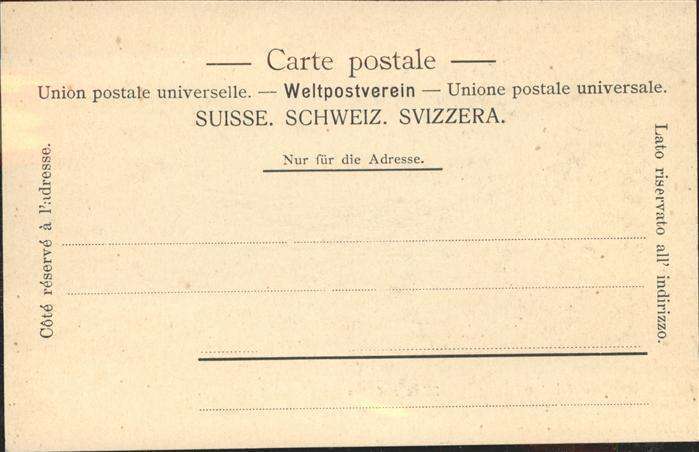 Carte postale
Union postale universelle. — Weltpostverein — Unione postale universale.
SUISSE. SCHWEIZ. SVIZZERA.
Nur für die Adresse.
Côté réservé à l'adresse.
Lato riservato all' indirizzo.